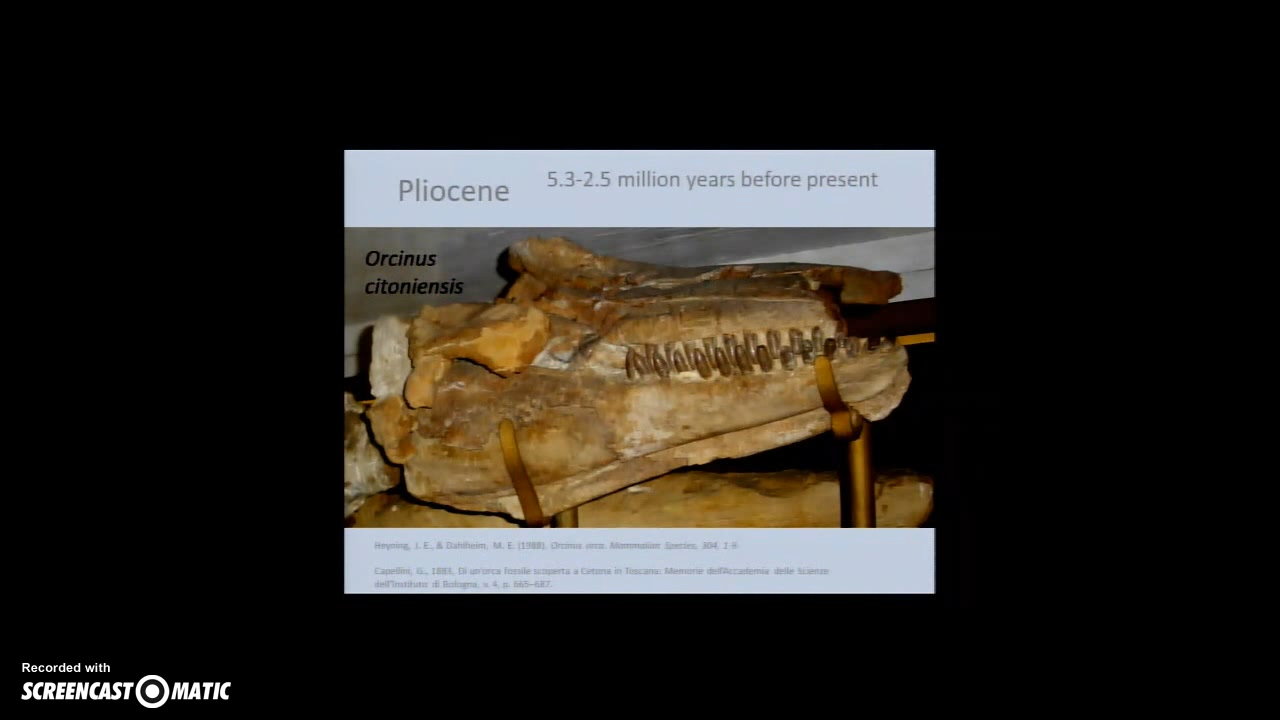 Pliocene
5.3-2.5 million years before present
Orcinus
citoniensis
Heyning, J. E., & Dahlheim, M. E. (1988). Orcinus orca. Mammalian Species, 304, 1-9.
Capellini, G., 1883, Di un'orca fossile scoperta a Cetona in Toscana: Memorie dell'Accademia delle Scienze
dell'Instituto di Bologna, v. 4, p. 665–687.
Recorded with
SCREENCAST MATIC